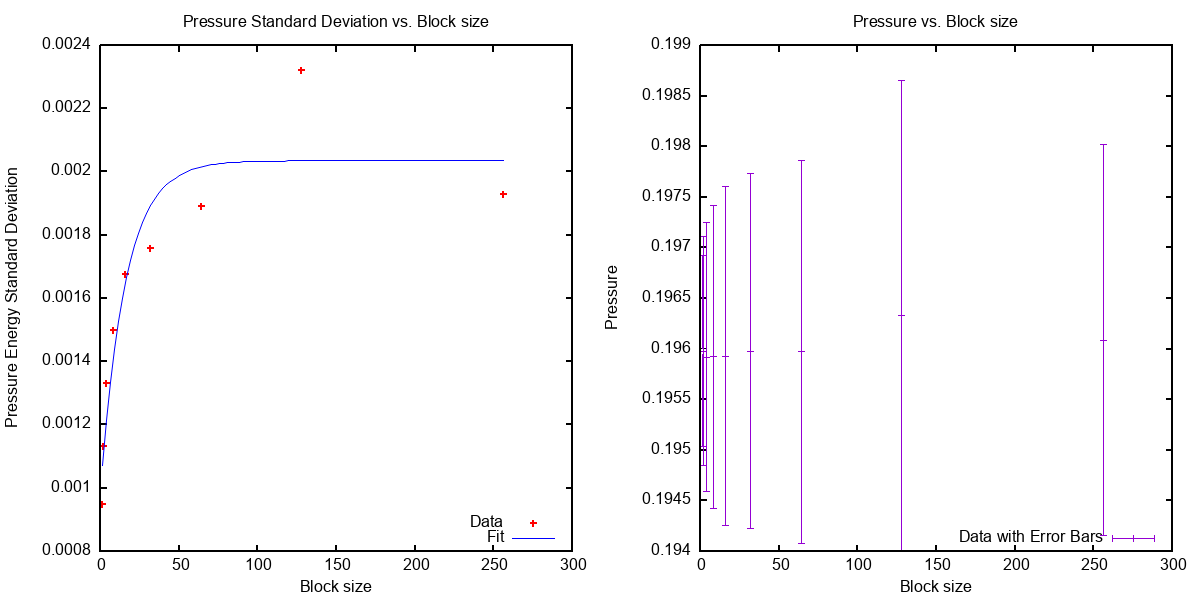 Pressure Standard Deviation vs. Block size
0.0024
0.0022
0.002
0.0018
0.0016
0.0014
0.0012
0.001
0.0008
Pressure Energy Standard Deviation
Data
Fit
0 50 100 150 200 250 300
Block size
Pressure vs. Block size
0.199
0.1985
0.198
0.1975
0.197
0.1965
0.196
0.1955
0.195
0.1945
0.194
Pressure
Data with Error Bars
0 50 100 150 200 250 300
Block size